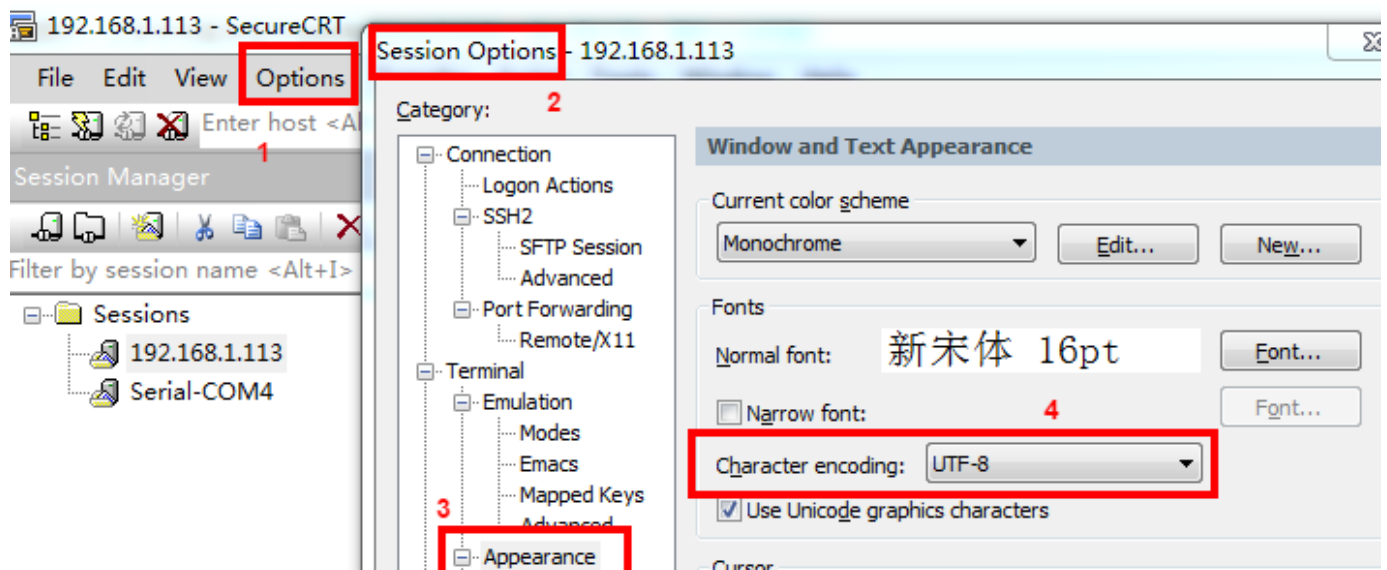 192.168.1.113 - SecureCRT
File Edit View Options
Enter host <Al
1
Session Manager
Filter by session name <Alt+I>
Sessions
192.168.1.113
Serial-COM4
Session Options - 192.168.1.113
Category:
2
Connection
Logon Actions
SSH2
SFTP Session
Advanced
Port Forwarding
Remote/X11
Terminal
Emulation
Modes
Emacs
Mapped Keys
Advanced
3
Appearance
Window and Text Appearance
Current color scheme
Monochrome Edit... New...
Fonts
Normal font: 新宋体 16pt Font...
Narrow font: Font...
4
Character encoding: UTF-8
Use Unicode graphics characters
Cursor